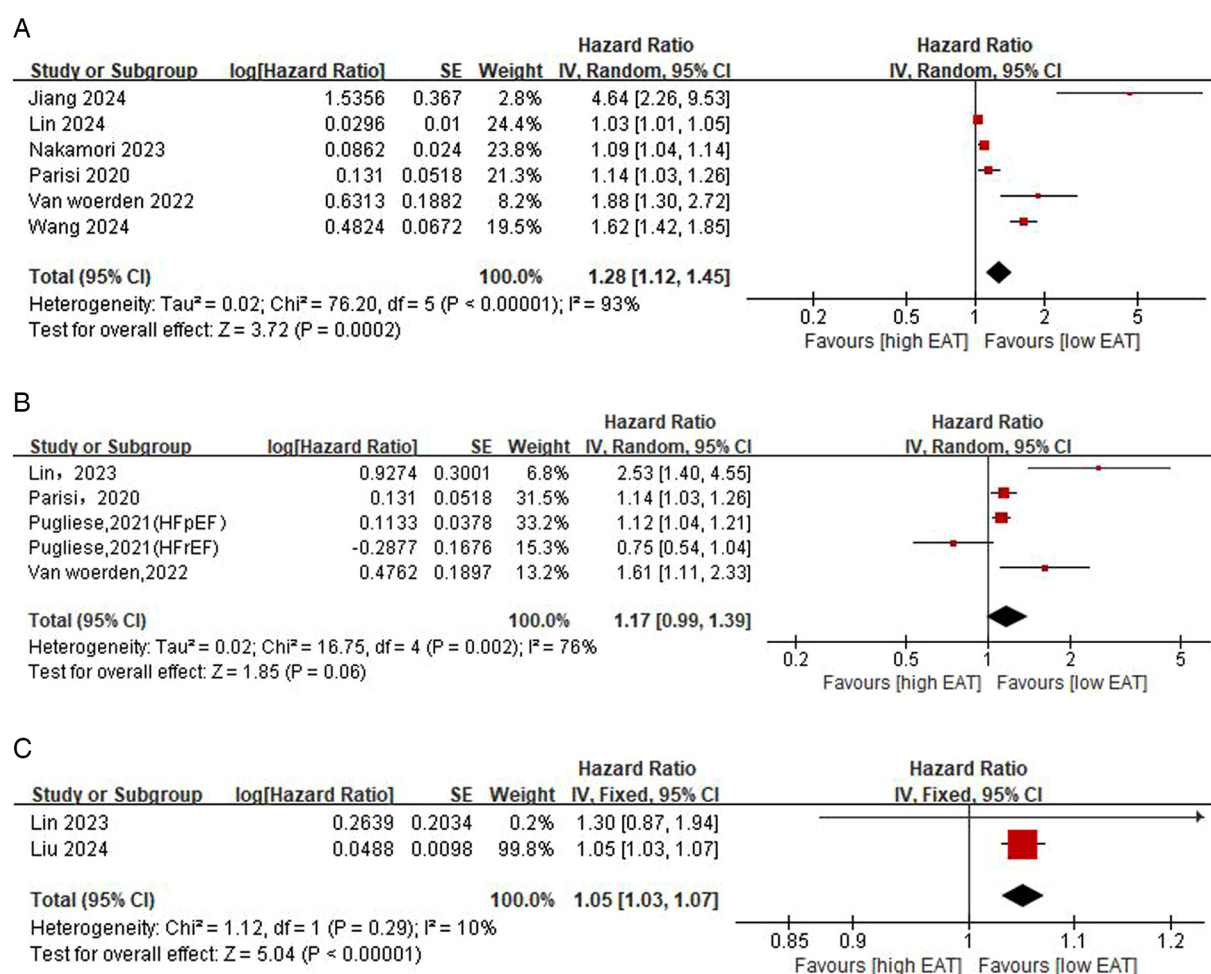 A
Hazard Ratio Hazard Ratio
Study or Subgroup log[Hazard Ratio] SE Weight IV, Random, 95% CI IV, Random, 95% CI
Jiang 2024 1.5356 0.367 2.8% 4.64 [2.26, 9.53]
Lin 2024 0.0296 0.01 24.4% 1.03 [1.01, 1.05]
Nakamori 2023 0.0862 0.024 23.8% 1.09 [1.04, 1.14]
Parisi 2020 0.131 0.0518 21.3% 1.14 [1.03, 1.26]
Van woerden 2022 0.6313 0.1882 8.2% 1.88 [1.30, 2.72]
Wang 2024 0.4824 0.0672 19.5% 1.62 [1.42, 1.85]
Total (95% CI) 100.0% 1.28 [1.12, 1.45]
Heterogeneity: Tau² = 0.02; Chi² = 76.20, df = 5 (P < 0.00001); I² = 93%
Test for overall effect: Z = 3.72 (P = 0.0002)
0.2 0.5 1 2 5
Favours [high EAT] Favours [low EAT]
B
Hazard Ratio Hazard Ratio
Study or Subgroup log[Hazard Ratio] SE Weight IV, Random, 95% CI IV, Random, 95% CI
Lin，2023 0.9274 0.3001 6.8% 2.53 [1.40, 4.55]
Parisi，2020 0.131 0.0518 31.5% 1.14 [1.03, 1.26]
Pugliese,2021(HFpEF) 0.1133 0.0378 33.2% 1.12 [1.04, 1.21]
Pugliese,2021(HFrEF) -0.2877 0.1676 15.3% 0.75 [0.54, 1.04]
Van woerden,2022 0.4762 0.1897 13.2% 1.61 [1.11, 2.33]
Total (95% CI) 100.0% 1.17 [0.99, 1.39]
Heterogeneity: Tau² = 0.02; Chi² = 16.75, df = 4 (P = 0.002); I² = 76%
Test for overall effect: Z = 1.85 (P = 0.06)
0.2 0.5 1 2 5
Favours [high EAT] Favours [low EAT]
C
Hazard Ratio Hazard Ratio
Study or Subgroup log[Hazard Ratio] SE Weight IV, Fixed, 95% CI IV, Fixed, 95% CI
Lin 2023 0.2639 0.2034 0.2% 1.30 [0.87, 1.94]
Liu 2024 0.0488 0.0098 99.8% 1.05 [1.03, 1.07]
Total (95% CI) 100.0% 1.05 [1.03, 1.07]
Heterogeneity: Chi² = 1.12, df = 1 (P = 0.29); I² = 10%
Test for overall effect: Z = 5.04 (P < 0.00001)
0.85 0.9 1 1.1 1.2
Favours [high EAT] Favours [low EAT]